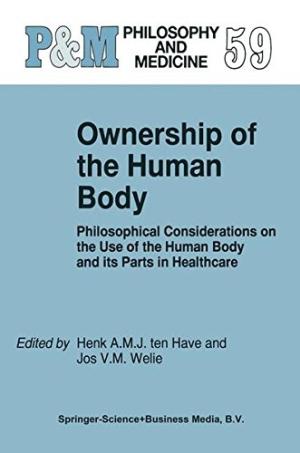 P&M PHILOSOPHY AND MEDICINE 59
Ownership of
the Human
Body
Philosophical Considerations on
the Use of the Human Body
and its Parts in Healthcare
Edited by Henk A.M.J. ten Have and
Jos V.M. Welie
Springer-Science+Business Media, B.V.